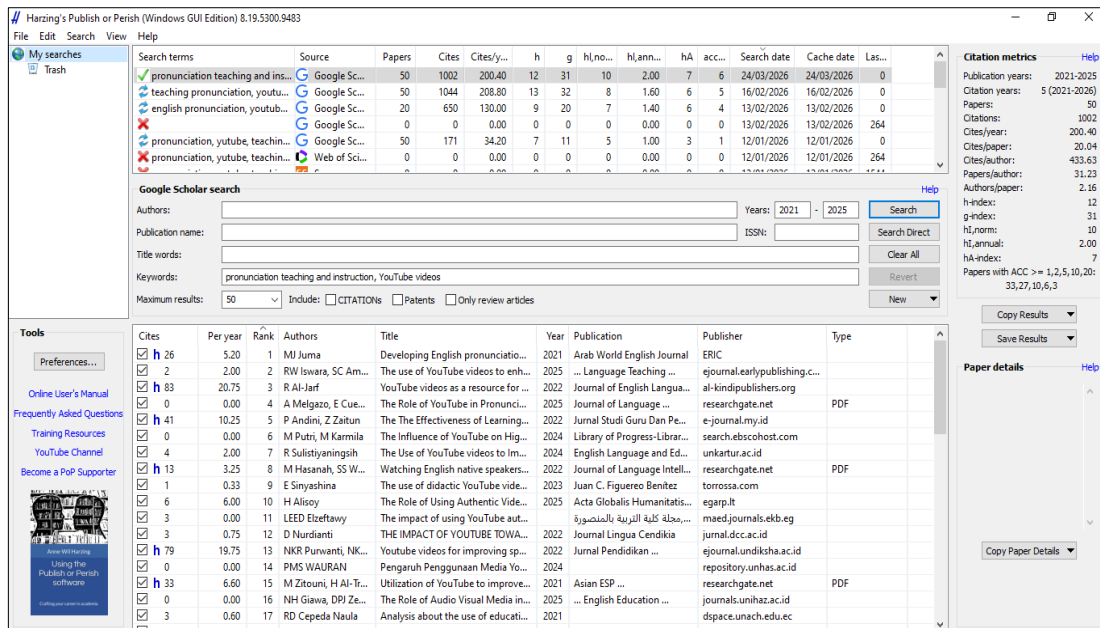 Harzing's Publish or Perish (Windows GUI Edition) 8.19.5300.9483
File Edit Search View Help
My searches
Trash
Search terms Source Papers Cites Cites/y... h g hI,no... hI,ann... hA acc... Search date Cache date Las...
pronunciation teaching and ins... Google Sc... 50 1002 200.40 12 31 10 2.00 7 6 24/03/2026 24/03/2026 0
teaching pronunciation, youtu... Google Sc... 50 1044 208.80 13 32 8 1.60 6 5 16/02/2026 16/02/2026 0
english pronunciation, youtub... Google Sc... 20 650 130.00 9 20 7 1.40 6 4 13/02/2026 13/02/2026 0
Google Sc... 0 0 0.00 0 0 0 0.00 0 0 13/02/2026 13/02/2026 264
pronunciation, yutube, teachin... Google Sc... 50 171 34.20 7 11 5 1.00 3 1 12/01/2026 12/01/2026 0
pronunciation, yutube, teachin... Web of Sci... 0 0 0.00 0 0 0 0.00 0 0 12/01/2026 12/01/2026 264
Google Scholar search Help
Authors: Years: 2021 - 2025 Search
Publication name: ISSN: Search Direct
Title words: Clear All
Keywords: pronunciation teaching and instruction, YouTube videos Revert
Maximum results: 50 Include: CITATIONs Patents Only review articles New
Cites Per year Rank Authors Title Year Publication Publisher Type
h 26 5.20 1 MJ Juma Developing English pronunciatio... 2021 Arab World English Journal ERIC
2 2.00 2 RW Iswara, SC Am... The use of YouTube videos to enh... 2025 ... Language Teaching ... ejournal.earlypublishing.c...
h 83 20.75 3 R Al-Jarf YouTube videos as a resource for ... 2022 Journal of English Langua... al-kindipublishers.org
0 0.00 4 A Melgazo, E Cue... The Role of YouTube in Pronunci... 2025 Journal of Language ... researchgate.net PDF
h 41 10.25 5 P Andini, Z Zaitun The The Effectiveness of Learning... 2022 Jurnal Studi Guru Dan Pe... e-journal.my.id
0 0.00 6 M Putri, M Karmila The Influence of YouTube on Hig... 2024 Library of Progress-Librar... search.ebscohost.com
4 2.00 7 R Sulistiyaningsih The Use of YouTube videos to Im... 2024 English Language and Ed... unkartur.ac.id
h 13 3.25 8 M Hasanah, SS W... Watching English native speakers... 2022 Journal of Language Intell... researchgate.net PDF
1 0.33 9 E Sinyashina The use of didactic YouTube vide... 2023 Juan C. Figuereo Benítez torrossa.com
6 6.00 10 H Alisoy The Role of Using Authentic Vide... 2025 Acta Globalis Humanitatis... egarp.lt
3 0.00 11 LEED Elzeftawy The impact of using YouTube aut... مجلة کلية التربية بالمنصورة,... maed.journals.ekb.eg
3 0.75 12 D Nurdianti THE IMPACT OF YOUTUBE TOWA... 2022 Journal Lingua Cendikia jurnal.dcc.ac.id
h 79 19.75 13 NKR Purwanti, NK... Youtube videos for improving sp... 2022 Jurnal Pendidikan ... ejournal.undiksha.ac.id
0 0.00 14 PMS WAURAN Pengaruh Penggunaan Media Yo... 2024 repository.unhas.ac.id
h 33 6.60 15 M Zitouni, H Al-Tr... Utilization of YouTube to improve... 2021 Asian ESP ... researchgate.net PDF
0 0.00 16 NH Giawa, DPJ Ze... The Role of Audio Visual Media in... 2025 ... English Education ... journals.unihaz.ac.id
3 0.60 17 RD Cepeda Naula Analysis about the use of educati... 2021 dspace.unach.edu.ec
Tools
Preferences...
Online User's Manual
Frequently Asked Questions
Training Resources
YouTube Channel
Become a PoP Supporter
Anne-Wil Harzing
Using the
Publish or Perish
software
Crafting your career in academia
Citation metrics Help
Publication years: 2021-2025
Citation years: 5 (2021-2026)
Papers: 50
Citations: 1002
Cites/year: 200.40
Cites/paper: 20.04
Cites/author: 433.63
Papers/author: 31.23
Authors/paper: 2.16
h-index: 12
g-index: 31
hI,norm: 10
hI,annual: 2.00
hA-index: 7
Papers with ACC >= 1,2,5,10,20:
33,27,10,6,3
Copy Results
Save Results
Paper details Help
Copy Paper Details